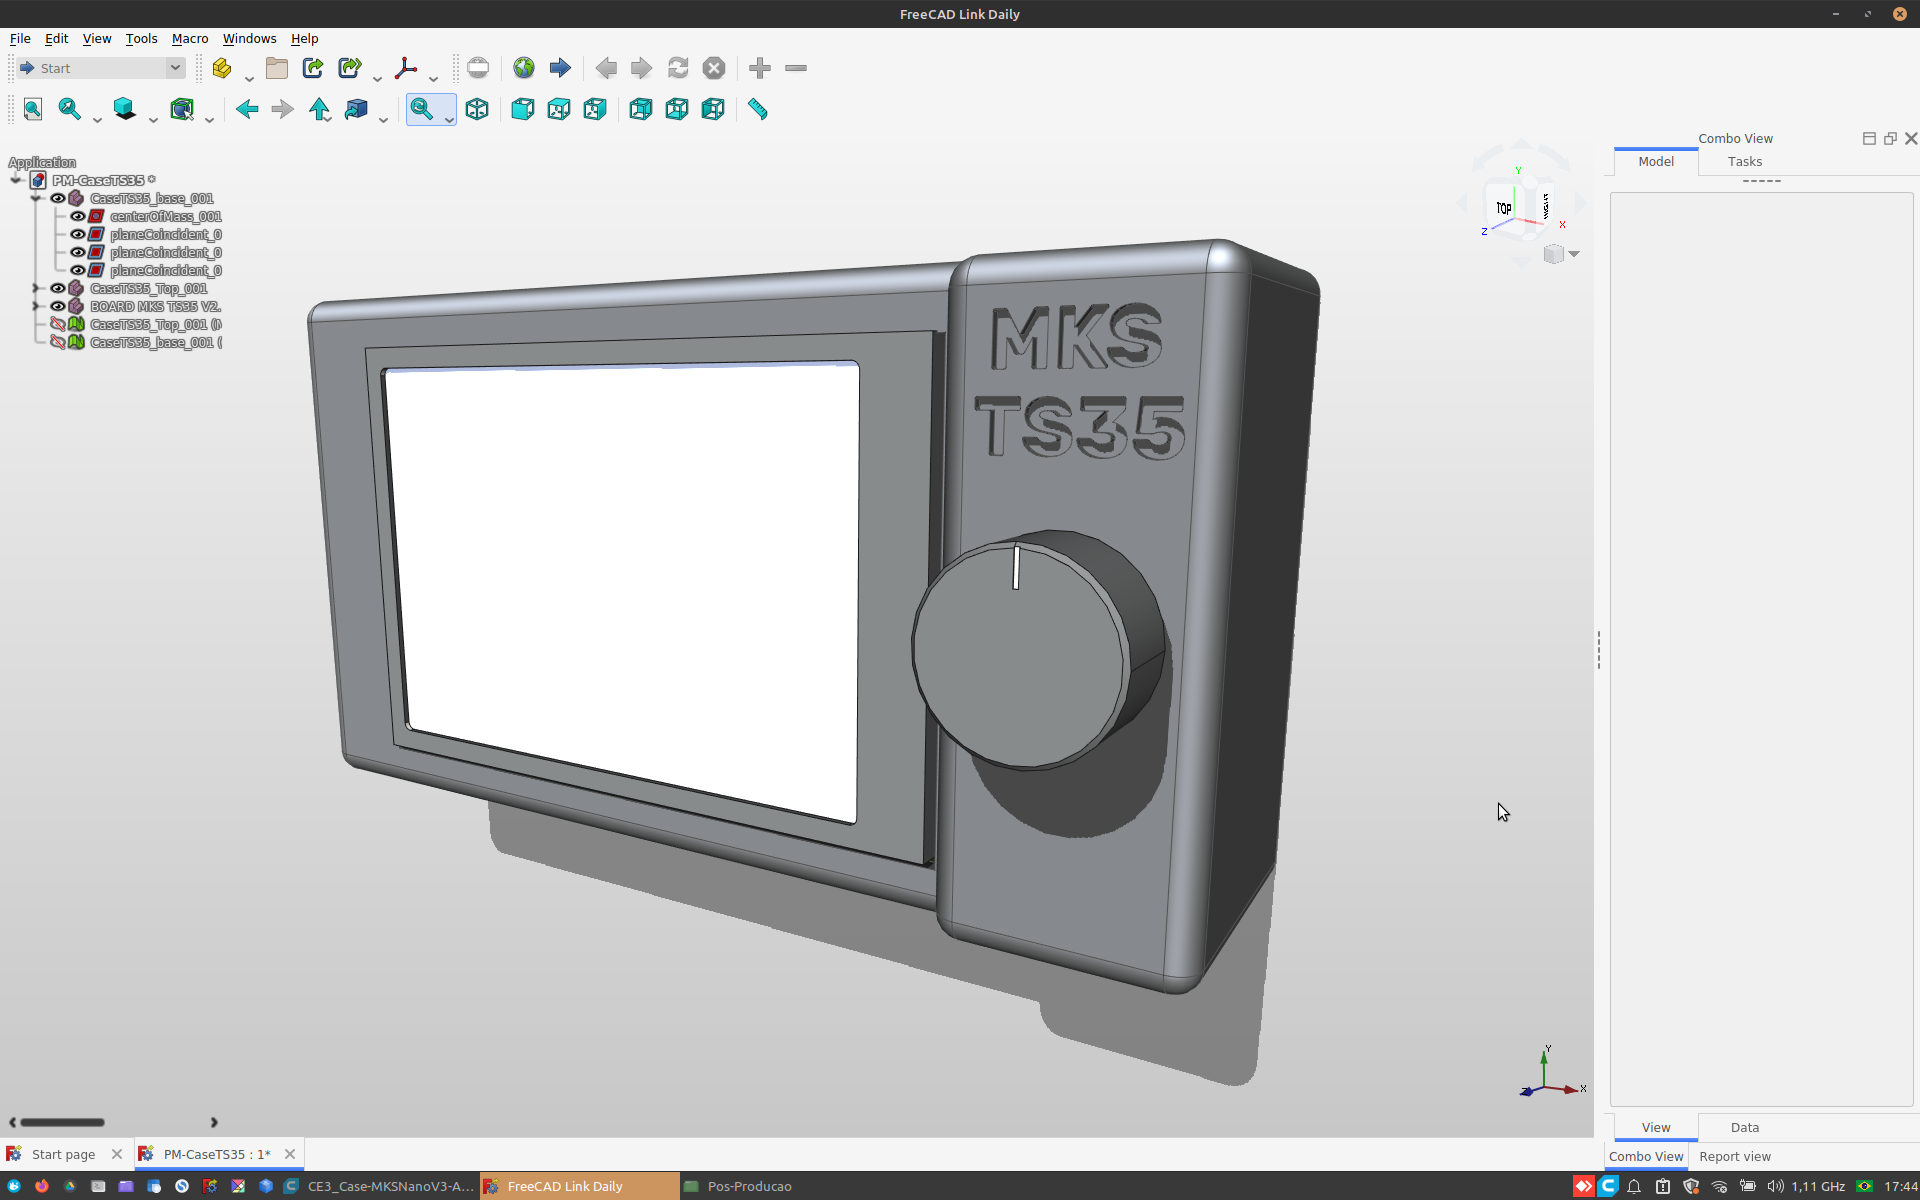 FreeCAD Link Daily
File Edit View Tools Macro Windows Help
Start
Combo View
Model Tasks
Application
PM-CaseTS35 *
CaseTS35_base_001
centerOfMass_001
planeCoincident_0
planeCoincident_0
planeCoincident_0
CaseTS35_Top_001
BOARD MKS TS35 V2.
CaseTS35_Top_001 (
CaseTS35_base_001 (
Y
TOP
RIGHT
Z
X
MKS
TS35
Y
X
Z
View Data
Start page
PM-CaseTS35 : 1*
Combo View Report view
CE3_Case-MKSNanoV3-A...
FreeCAD Link Daily
Pos-Producao
1,11 GHz
17:44